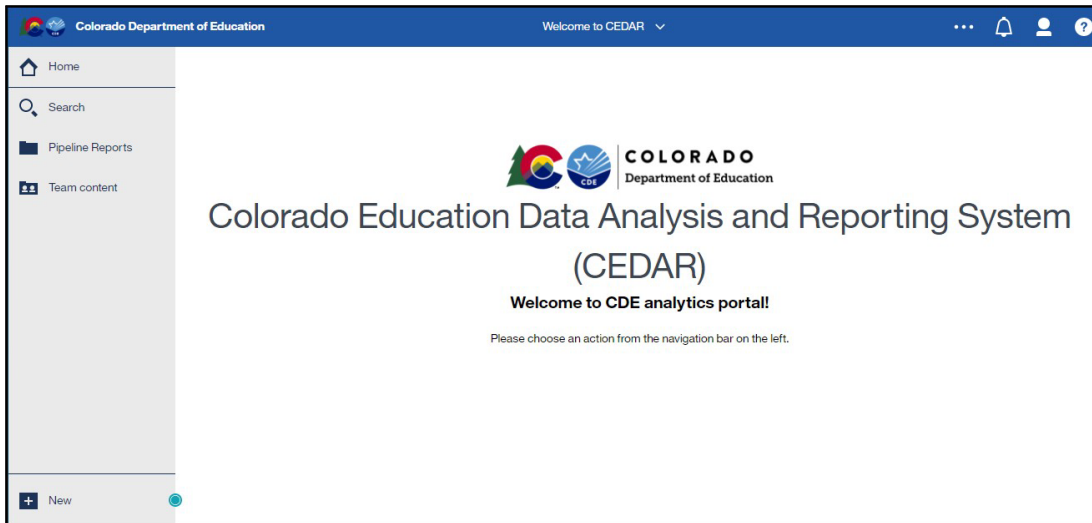 Colorado Department of Education
Welcome to CEDAR
?
Home
Search
Pipeline Reports
Team content
New
CDE
COLORADO
Department of Education
Colorado Education Data Analysis and Reporting System
(CEDAR)
Welcome to CDE analytics portal!
Please choose an action from the navigation bar on the left.